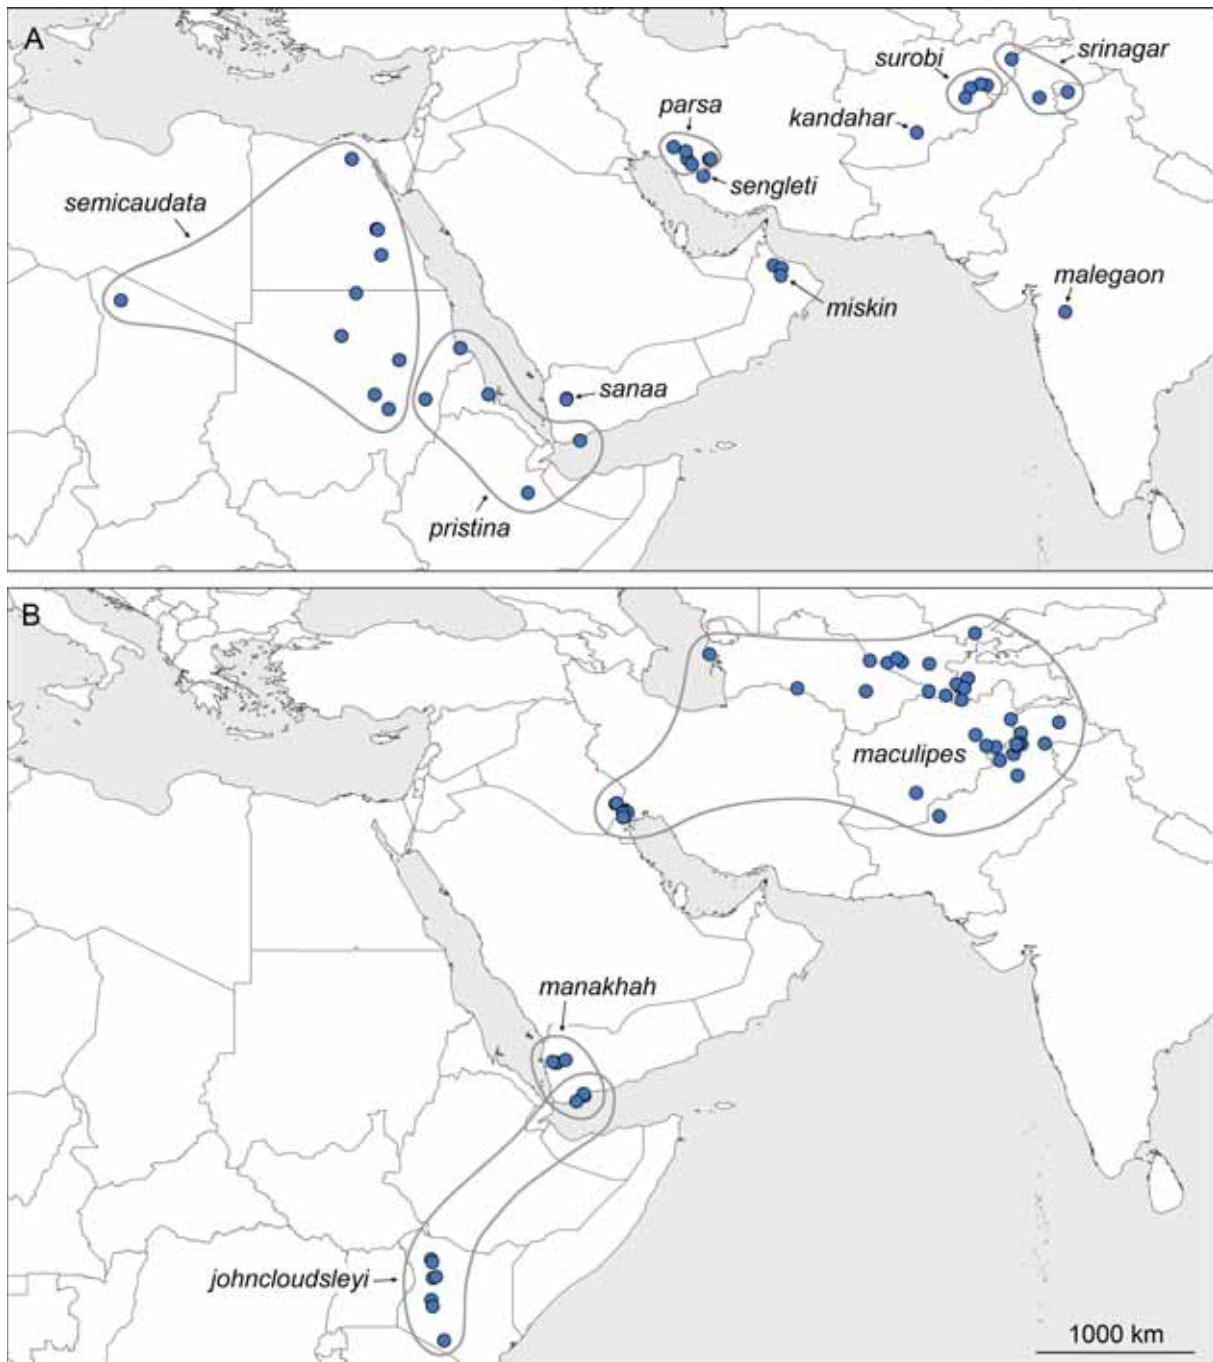 A
surobi
srinagar
parsa
kandahar
sengleti
semicaudata
malegaon
miskin
sanaa
pristina
B
maculipes
manakhah
johncloudsleyi
1000 km